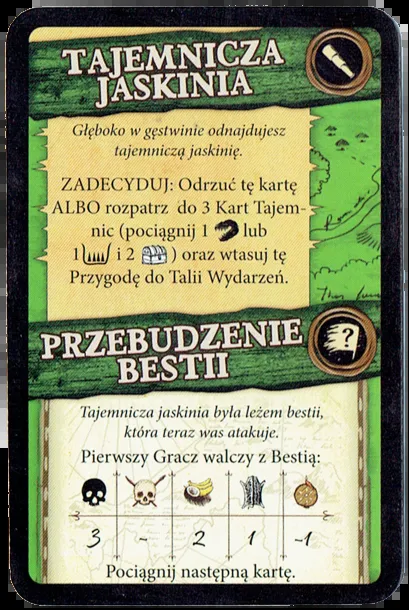 TAJEMNICZA
JASKINIA
Głęboko w gęstwinie odnajdujesz
tajemniczą jaskinię.
ZADECYDUJ: Odrzuć tę kartę
ALBO rozpatrz do 3 Kart Tajem-
nic (pociągnij 1 lub
1 i 2 ) oraz wtasuj tę
Przygodę do Talii Wydarzeń.
?
PRZEBUDZENIE
BESTII
Tajemnicza jaskinia była leżem bestii,
która teraz was atakuje.
Pierwszy Gracz walczy z Bestią:
3 - 2 1 -1
Pociągnij następną kartę.